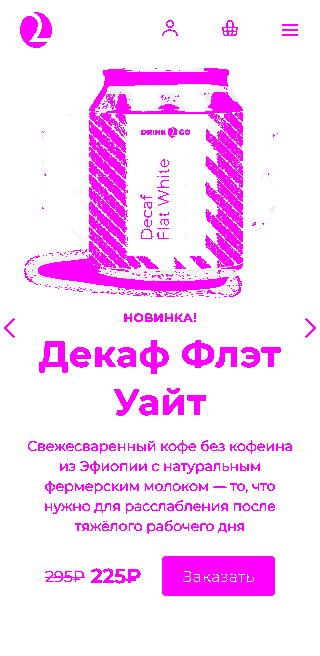 2
DRINK 2 GO
Decaf
Flat White
НОВИНКА!
Декаф Флэт
Уайт
Свежесваренный кофе без кофеина
из Эфиопии с натуральным
фермерским молоком — то, что
нужно для расслабления после
тяжёлого рабочего дня
295₽ 225₽ Заказать